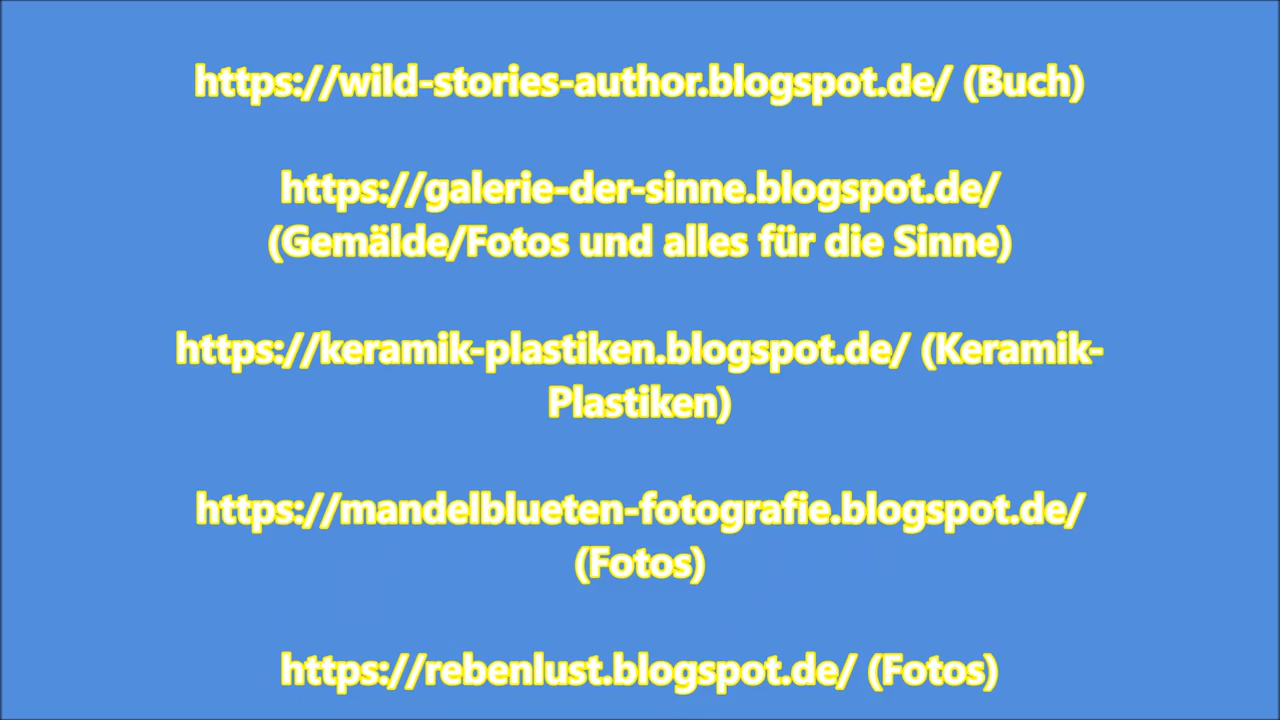 https://wild-stories-author.blogspot.de/ (Buch)
https://galerie-der-sinne.blogspot.de/
(Gemälde/Fotos und alles für die Sinne)
https://keramik-plastiken.blogspot.de/ (Keramik-
Plastiken)
https://mandelblueten-fotografie.blogspot.de/
(Fotos)
https://rebenlust.blogspot.de/ (Fotos)